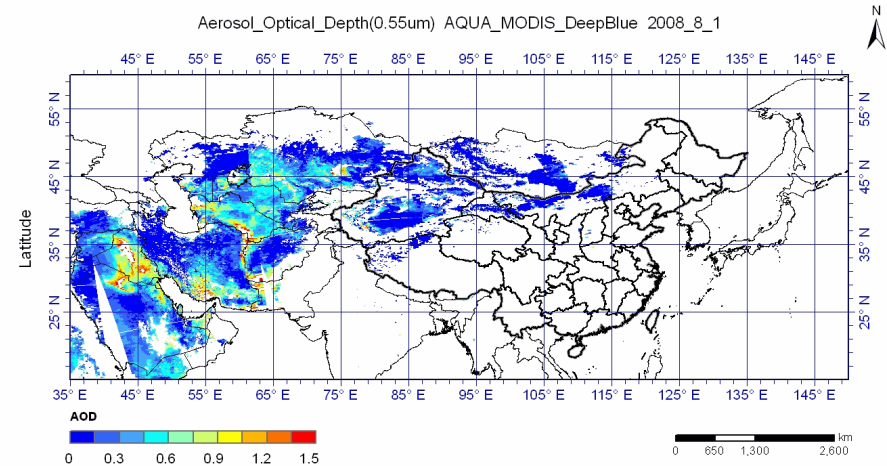 Aerosol_Optical_Depth(0.55um) AQUA_MODIS_DeepBlue 2008_8_1
N
45° E 55° E 65° E 75° E 85° E 95° E 105° E 115° E 125° E 135° E 145° E
55° N 55° N
45° N 45° N
35° N 35° N
25° N 25° N
Latitude
35° E 45° E 55° E 65° E 75° E 85° E 95° E 105° E 115° E 125° E 135° E 145° E
AOD
0 0.3 0.6 0.9 1.2 1.5
km
0 650 1,300 2,600